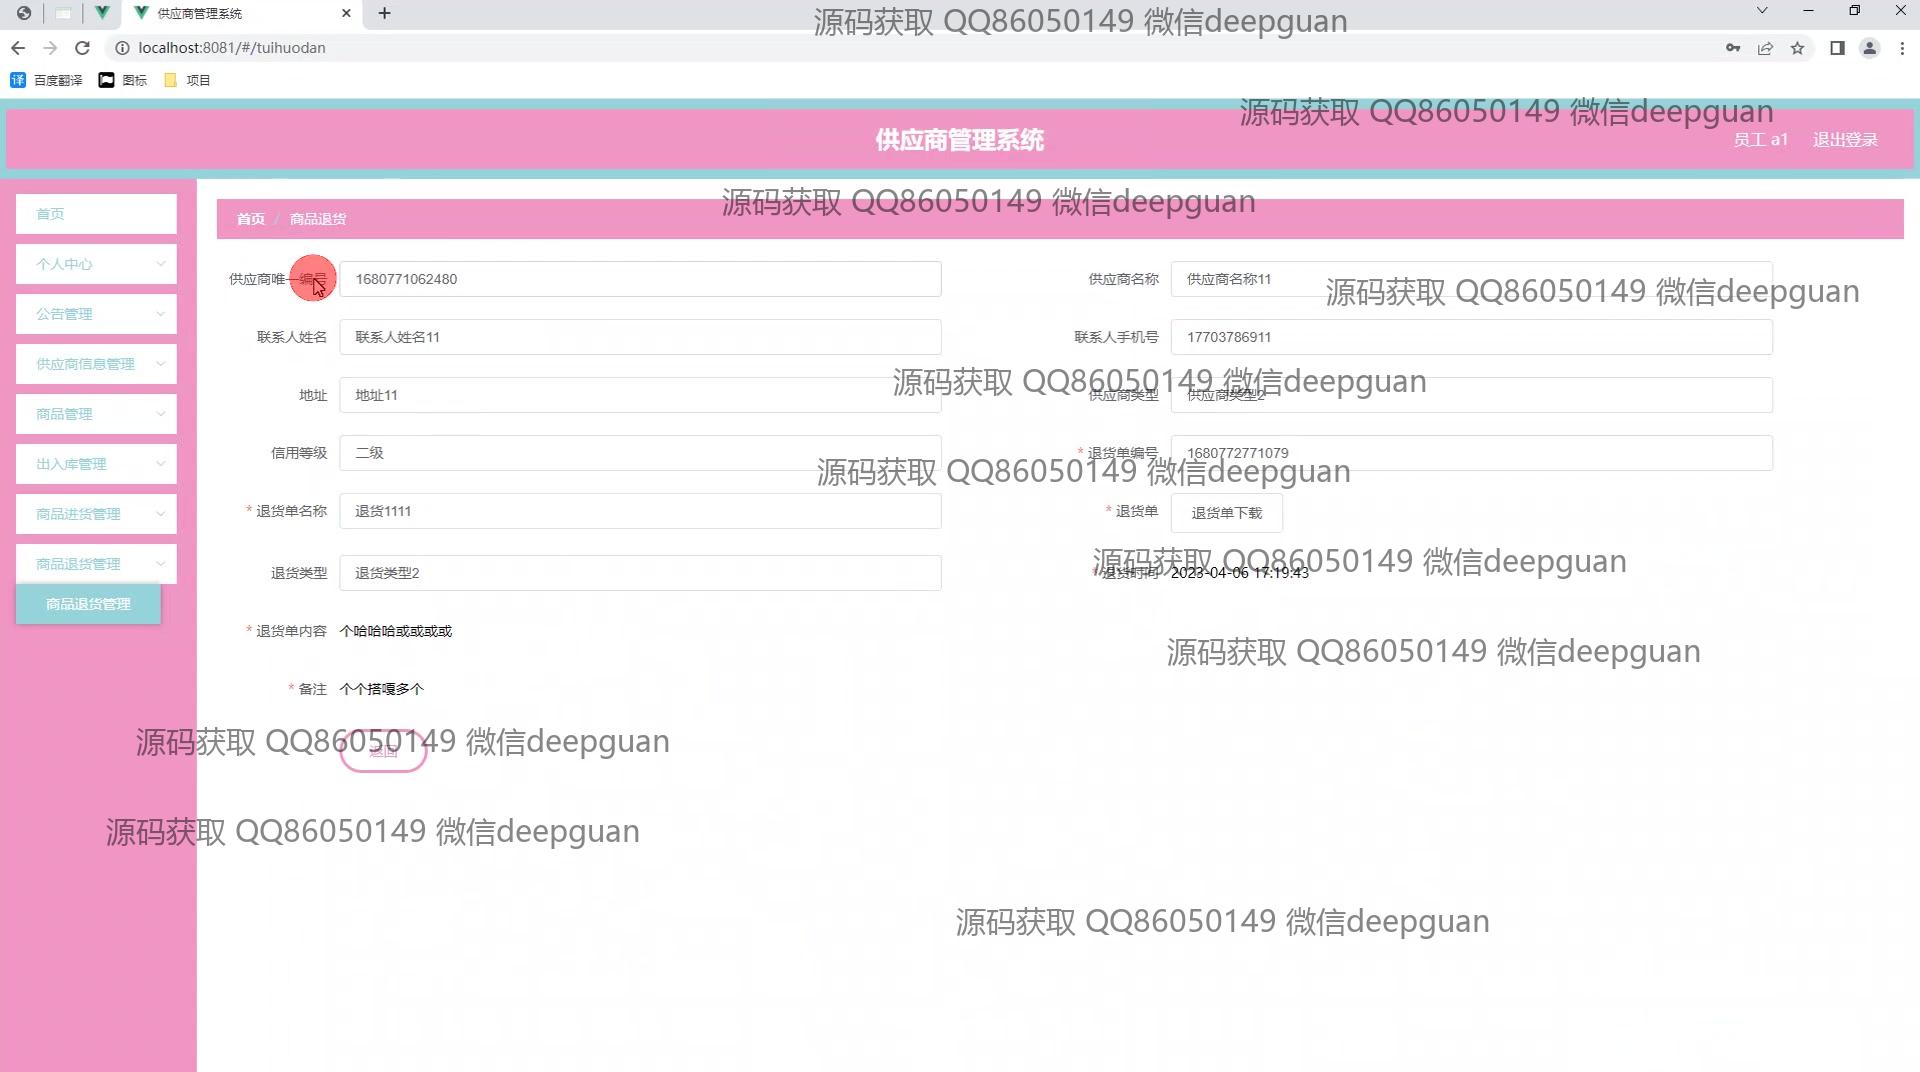 供应商管理系统
源码获取 QQ86050149 微信deepguan
localhost:8081/#/tuihuodan
译 百度翻译 图标 项目
源码获取 QQ86050149 微信deepguan
供应商管理系统
员工 a1 退出登录
源码获取 QQ86050149 微信deepguan
首页
首页 / 商品退货
个人中心
供应商唯一编号 1680771062480
供应商名称 供应商名称11
源码获取 QQ86050149 微信deepguan
公告管理
联系人姓名 联系人姓名11
联系人手机号 17703786911
供应商信息管理
源码获取 QQ86050149 微信deepguan
地址 地址11
供应商类型 供应商类型2
商品管理
信用等级 二级
* 退货单编号 1680772771079
出入库管理
源码获取 QQ86050149 微信deepguan
商品进货管理
* 退货单名称 退货1111
* 退货单 退货单下载
商品退货管理
源码获取 QQ86050149 微信deepguan
退货类型 退货类型2
* 退货时间 2023-04-06 17:19:43
商品退货管理
* 退货单内容 个哈哈哈或或或或
源码获取 QQ86050149 微信deepguan
* 备注 个个搭嘎多个
源码获取 QQ86050149 微信deepguan
返回
源码获取 QQ86050149 微信deepguan
源码获取 QQ86050149 微信deepguan